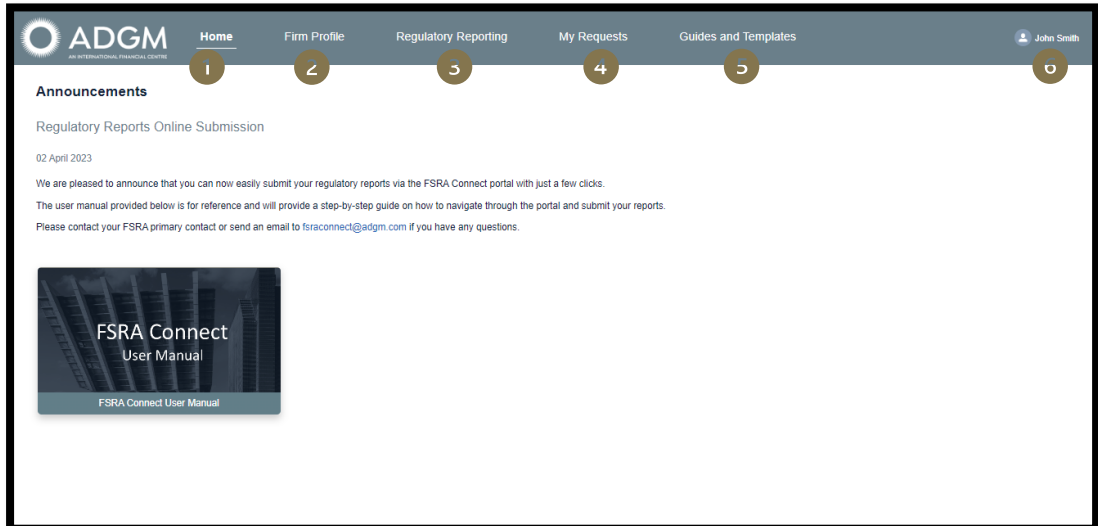 ADGM
AN INTERNATIONAL FINANCIAL CENTRE
Home Firm Profile Regulatory Reporting My Requests Guides and Templates John Smith
1 2 3 4 5 6
Announcements
Regulatory Reports Online Submission
02 April 2023
We are pleased to announce that you can now easily submit your regulatory reports via the FSRA Connect portal with just a few clicks.
The user manual provided below is for reference and will provide a step-by-step guide on how to navigate through the portal and submit your reports.
Please contact your FSRA primary contact or send an email to fsraconnect@adgm.com if you have any questions.
FSRA Connect
User Manual
FSRA Connect User Manual